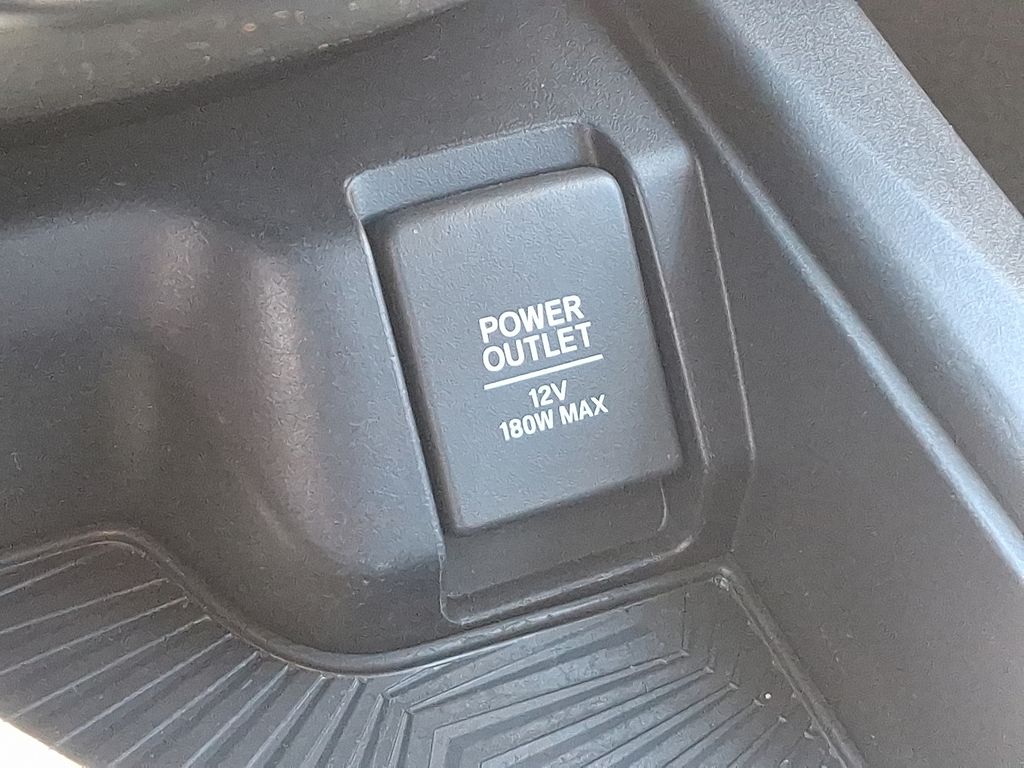 POWER
OUTLET
12V
180W MAX